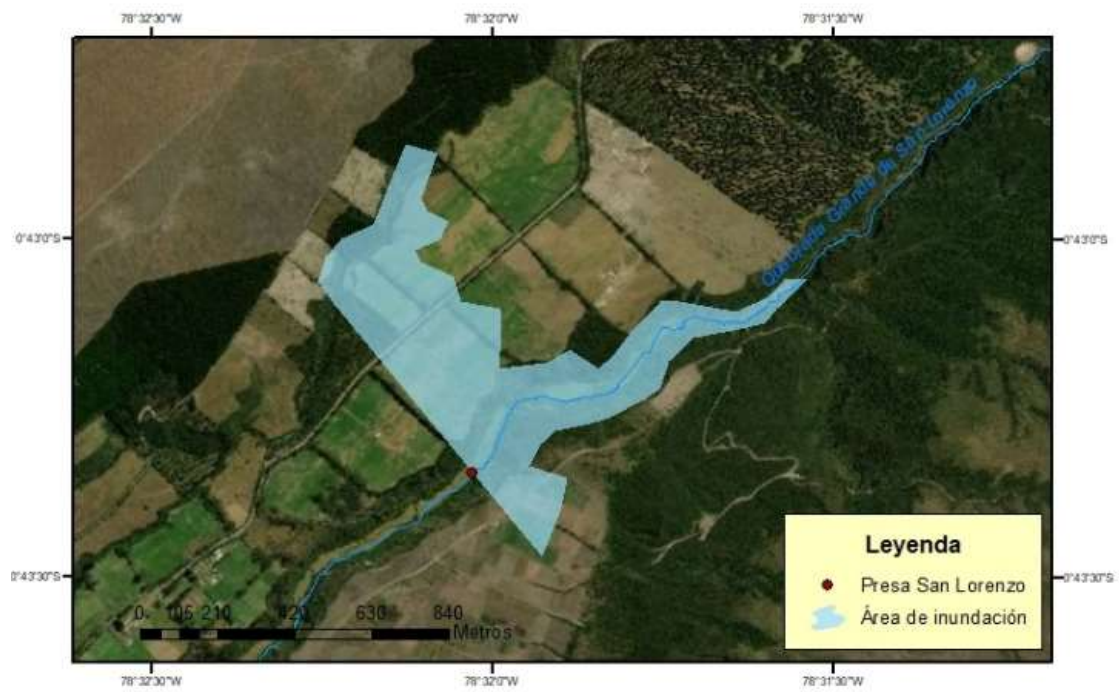 78°32'30"W 78°32'0"W 78°31'30"W
Quebrada Grande de San Lorenzo
0°43'0"S 0°43'0"S
Leyenda
Presa San Lorenzo
Área de inundación
0°43'30"S 0°43'30"S
0 105 210 420 630 840
Metros
78°32'30"W 78°32'0"W 78°31'30"W